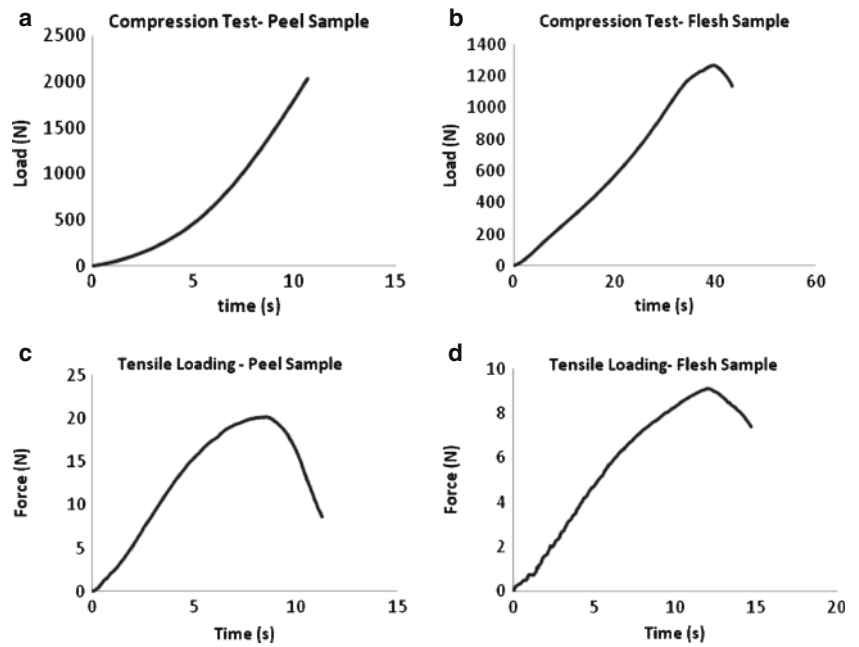 a
Compression Test- Peel Sample
2500
2000
1500
1000
500
0
Load (N)
0 5 10 15
time (s)
b
Compression Test- Flesh Sample
1400
1200
1000
800
600
400
200
0
Load (N)
0 20 40 60
time (s)
c
Tensile Loading - Peel Sample
25
20
15
10
5
0
Force (N)
0 5 10 15
Time (s)
d
Tensile Loading- Flesh Sample
10
8
6
4
2
0
Force (N)
0 5 10 15 20
Time (s)